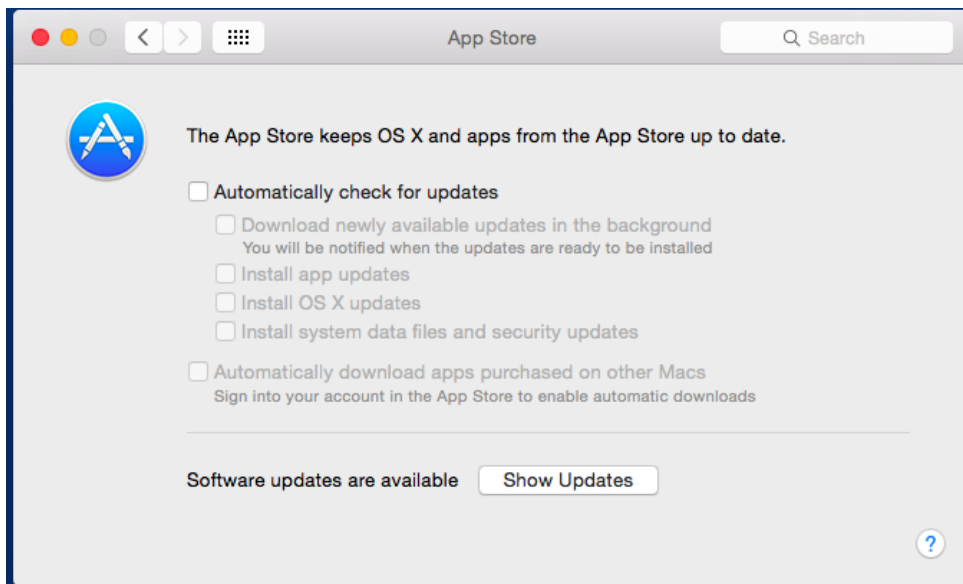 App Store
Search
The App Store keeps OS X and apps from the App Store up to date.
Automatically check for updates
Download newly available updates in the background
You will be notified when the updates are ready to be installed
Install app updates
Install OS X updates
Install system data files and security updates
Automatically download apps purchased on other Macs
Sign into your account in the App Store to enable automatic downloads
Software updates are available Show Updates
?